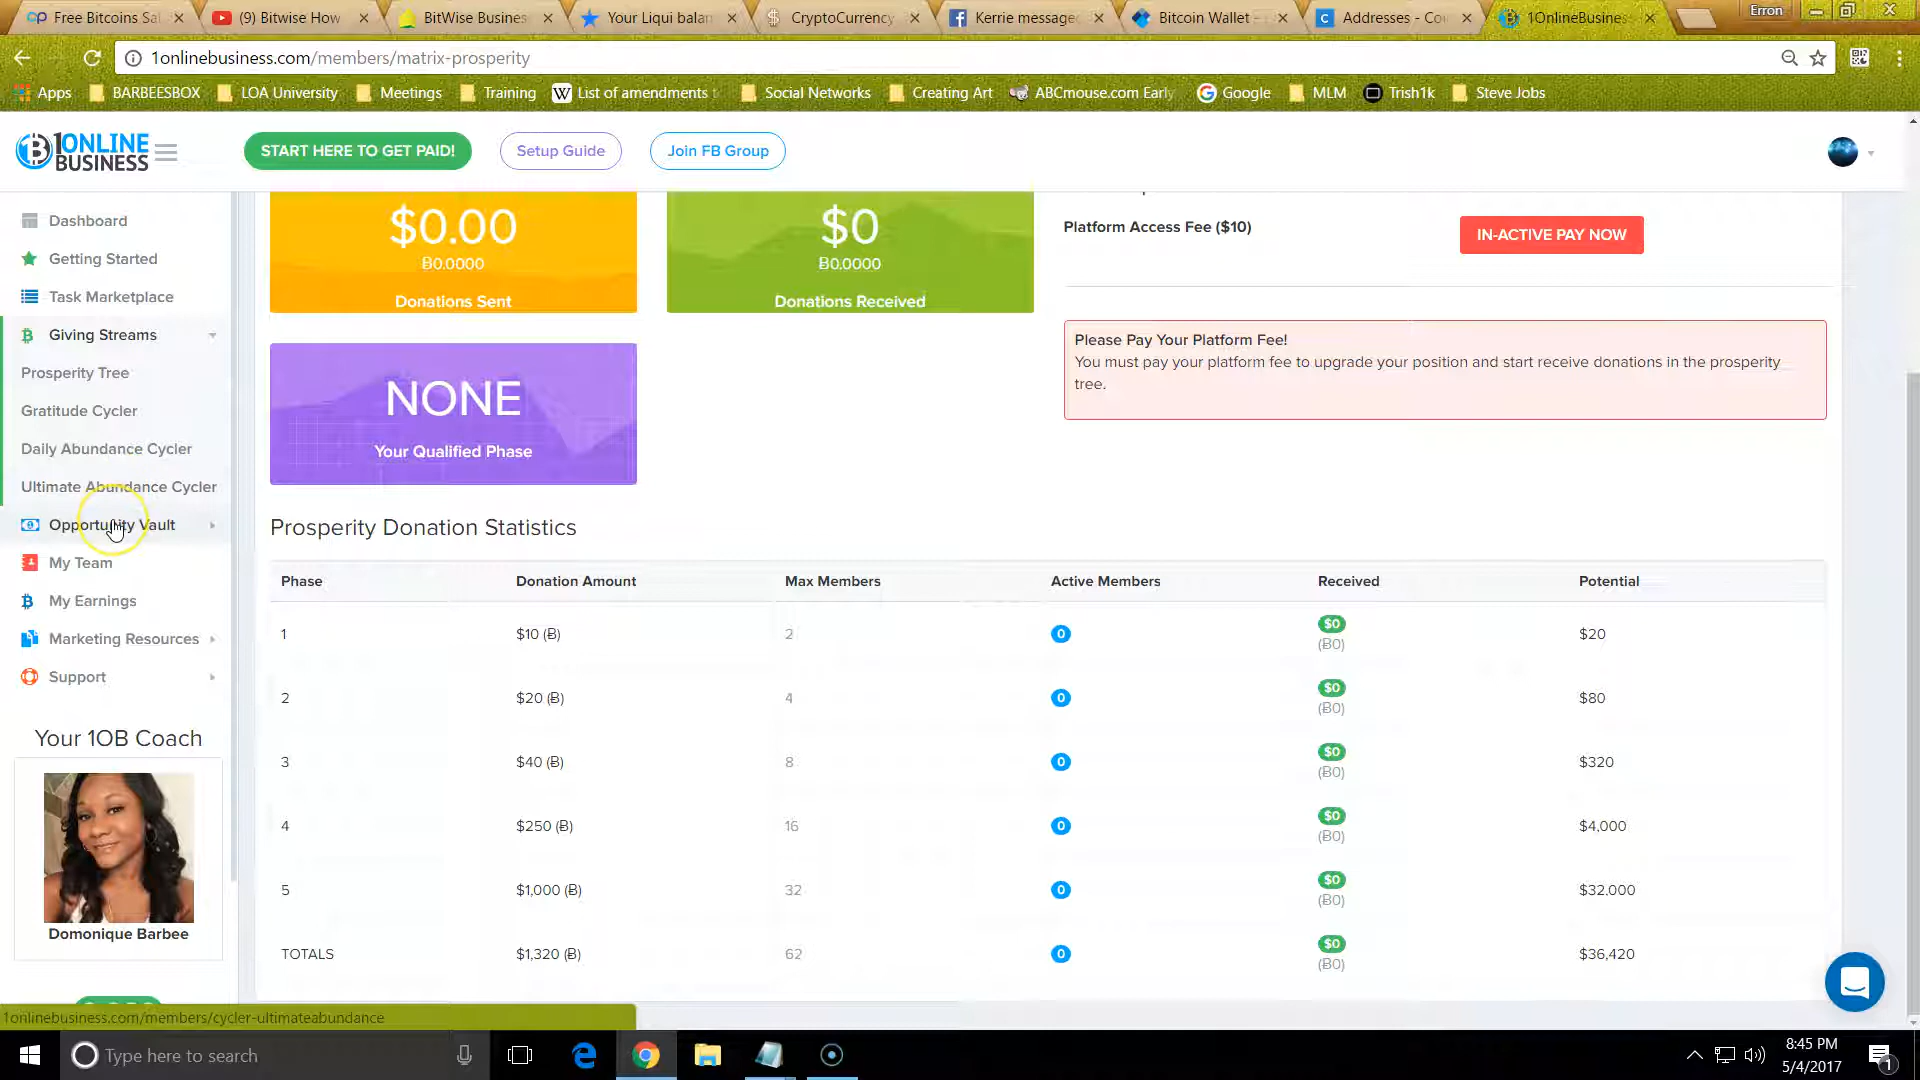 Free Bitcoins Sal
(9) Bitwise How
BitWise Busines
Your Liqui balan
CryptoCurrency
Kerrie message
Bitcoin Wallet -
Addresses - Co
1OnlineBusines
Erron
1onlinebusiness.com/members/matrix-prosperity
Apps
BARBEESBOX
LOA University
Meetings
Training
W List of amendments t
Social Networks
Creating Art
ABCmouse.com Early
Google
MLM
Trish1k
Steve Jobs
1ONLINE
BUSINESS
START HERE TO GET PAID!
Setup Guide
Join FB Group
Dashboard
Getting Started
Task Marketplace
Giving Streams
Prosperity Tree
Gratitude Cycler
Daily Abundance Cycler
Ultimate Abundance Cycler
Opportunity Vault
My Team
My Earnings
Marketing Resources
Support
Your 1OB Coach
Domonique Barbee
$0.00
Ƀ0.0000
Donations Sent
$0
Ƀ0.0000
Donations Received
Platform Access Fee ($10)
IN-ACTIVE PAY NOW
Please Pay Your Platform Fee!
You must pay your platform fee to upgrade your position and start receive donations in the prosperity
tree.
NONE
Your Qualified Phase
Prosperity Donation Statistics
Phase Donation Amount Max Members Active Members Received Potential
1 $10 (Ƀ) 2 0 $0 (Ƀ0) $20
2 $20 (Ƀ) 4 0 $0 (Ƀ0) $80
3 $40 (Ƀ) 8 0 $0 (Ƀ0) $320
4 $250 (Ƀ) 16 0 $0 (Ƀ0) $4,000
5 $1,000 (Ƀ) 32 0 $0 (Ƀ0) $32,000
TOTALS $1,320 (Ƀ) 62 0 $0 (Ƀ0) $36,420
1onlinebusiness.com/members/cycler-ultimateabundance
Type here to search
8:45 PM
5/4/2017
1